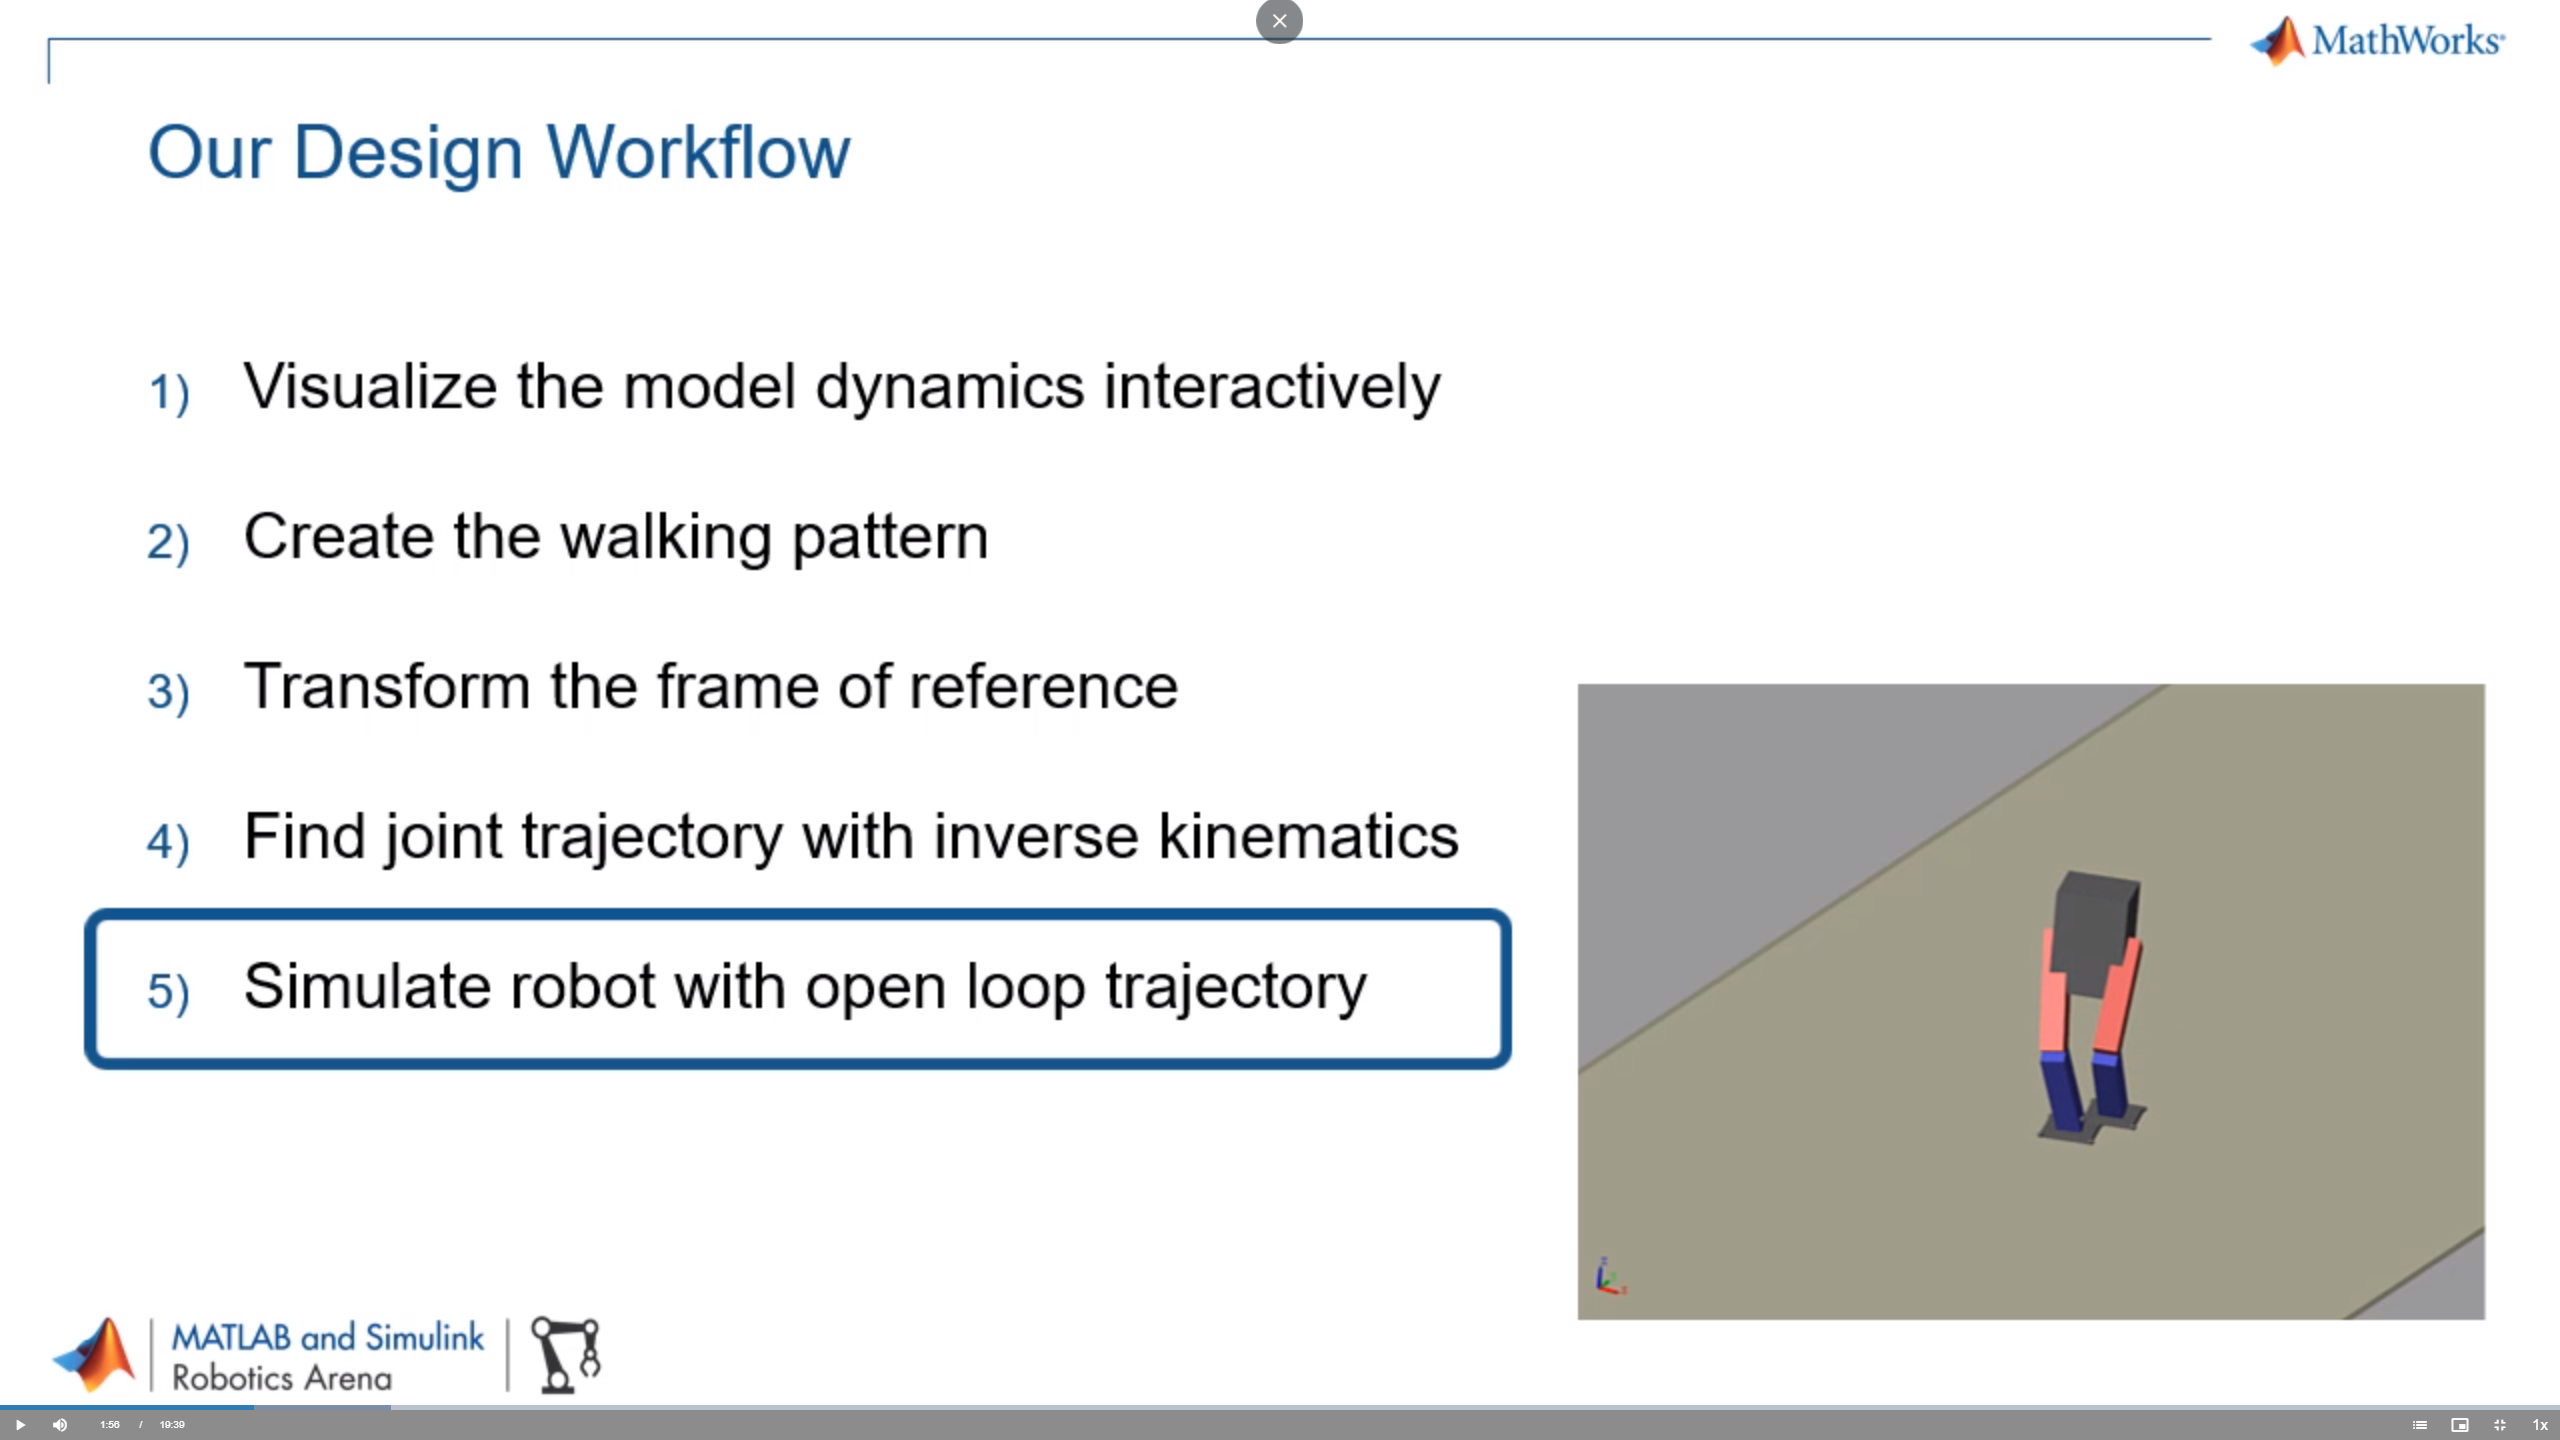 MathWorks®
Our Design Workflow
1) Visualize the model dynamics interactively
2) Create the walking pattern
3) Transform the frame of reference
4) Find joint trajectory with inverse kinematics
5) Simulate robot with open loop trajectory
MATLAB and Simulink
Robotics Arena
1:56 / 19:39
1x